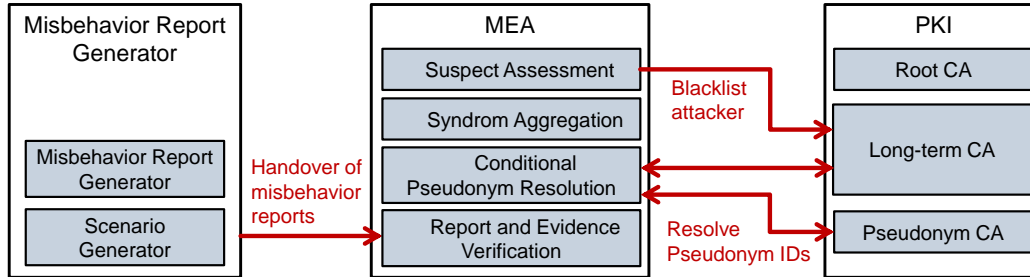 Misbehavior Report
Generator
Misbehavior Report
Generator
Scenario
Generator
Handover of
misbehavior
reports
MEA
Suspect Assessment
Syndrom Aggregation
Conditional
Pseudonym Resolution
Report and Evidence
Verification
Blacklist
attacker
Resolve
Pseudonym IDs
PKI
Root CA
Long-term CA
Pseudonym CA